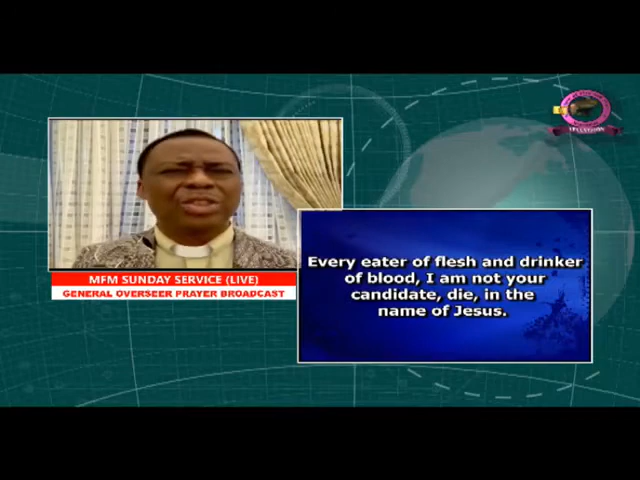 MFM SUNDAY SERVICE (LIVE)
GENERAL OVERSEER PRAYER BROADCAST
Every eater of flesh and drinker
of blood, I am not your
candidate, die, in the
name of Jesus.